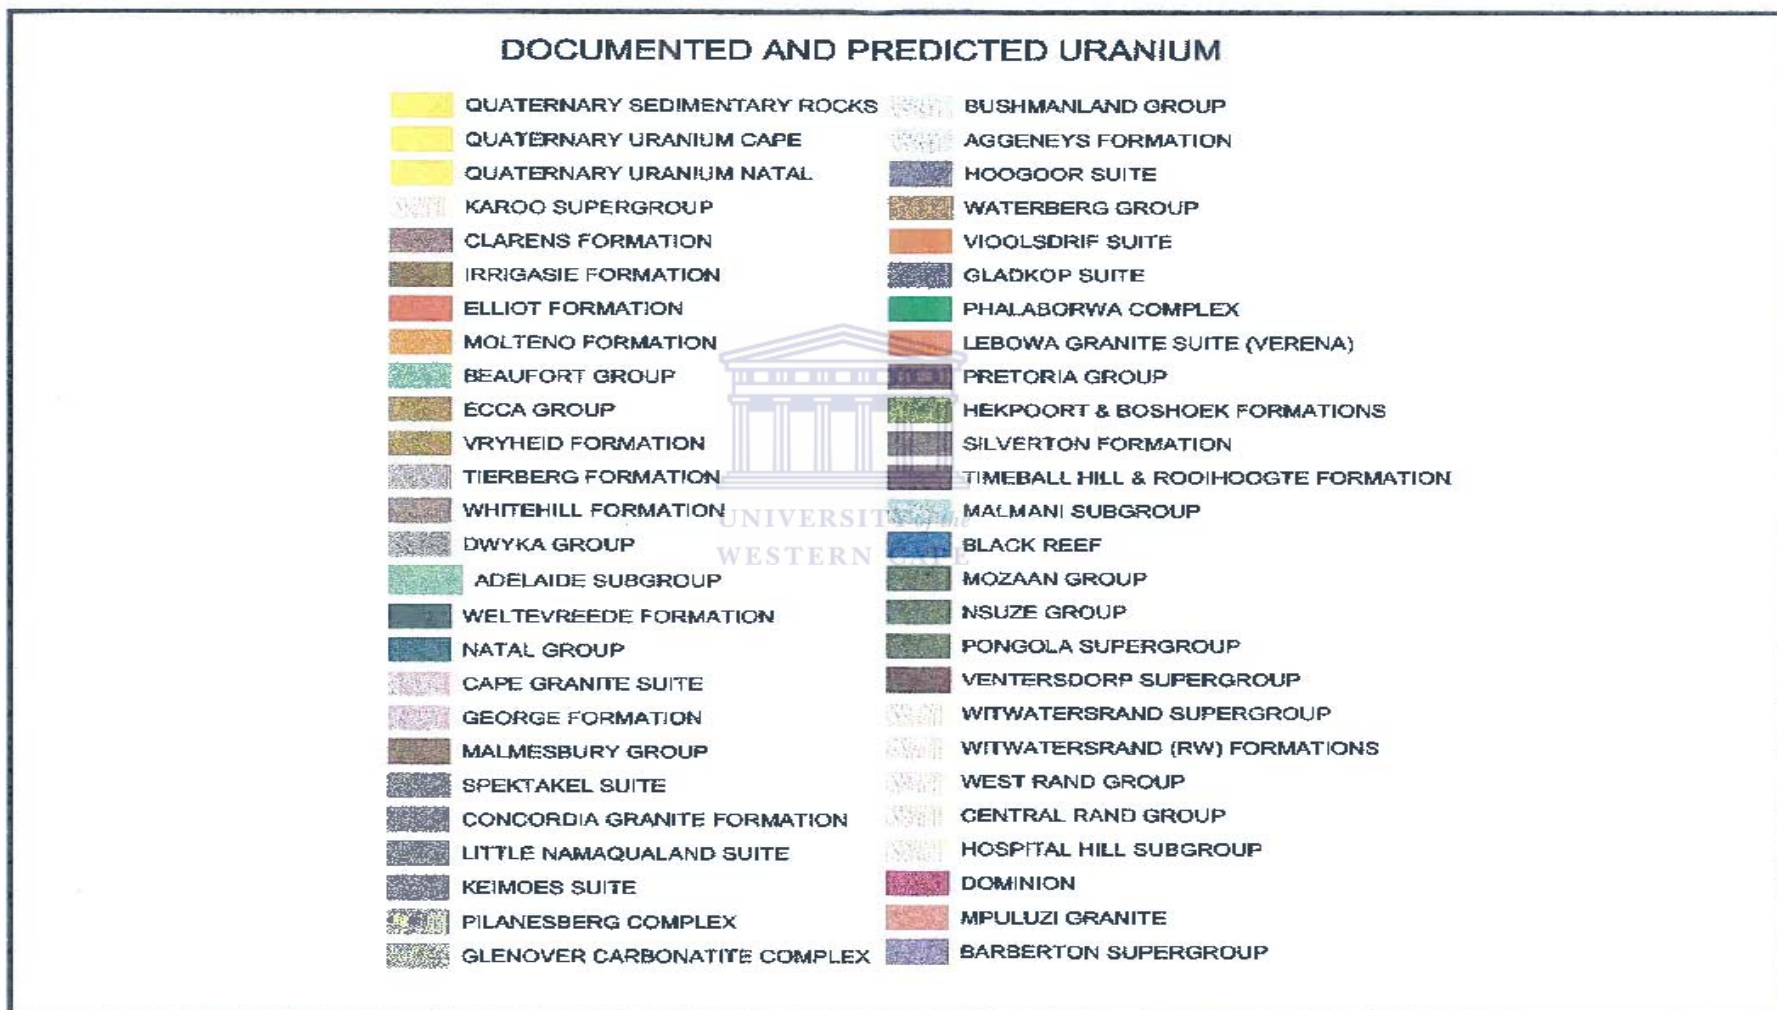 DOCUMENTED AND PREDICTED URANIUM
QUATERNARY SEDIMENTARY ROCKS
QUATERNARY URANIUM CAPE
QUATERNARY URANIUM NATAL
KAROO SUPERGROUP
CLARENS FORMATION
IRRIGASIE FORMATION
ELLIOT FORMATION
MOLTENO FORMATION
BEAUFORT GROUP
ECCA GROUP
VRYHEID FORMATION
TIERBERG FORMATION
WHITEHILL FORMATION
DWYKA GROUP
ADELAIDE SUBGROUP
WELTEVREEDE FORMATION
NATAL GROUP
CAPE GRANITE SUITE
GEORGE FORMATION
MALMESBURY GROUP
SPEKTAKEL SUITE
CONCORDIA GRANITE FORMATION
LITTLE NAMAQUALAND SUITE
KEIMOES SUITE
PILANESBERG COMPLEX
GLENOVER CARBONATITE COMPLEX
BUSHMANLAND GROUP
AGGENEYS FORMATION
HOOGOOR SUITE
WATERBERG GROUP
VIOOLSDRIF SUITE
GLADKOP SUITE
PHALABORWA COMPLEX
LEBOWA GRANITE SUITE (VERENA)
PRETORIA GROUP
HEKPOORT & BOSHOEK FORMATIONS
SILVERTON FORMATION
TIMEBALL HILL & ROOIHOOGTE FORMATION
MALMANI SUBGROUP
BLACK REEF
MOZAAN GROUP
NSUZE GROUP
PONGOLA SUPERGROUP
VENTERSDORP SUPERGROUP
WITWATERSRAND SUPERGROUP
WITWATERSRAND (RW) FORMATIONS
WEST RAND GROUP
CENTRAL RAND GROUP
HOSPITAL HILL SUBGROUP
DOMINION
MPULUZI GRANITE
BARBERTON SUPERGROUP
UNIVERSITY of the
WESTERN CAPE